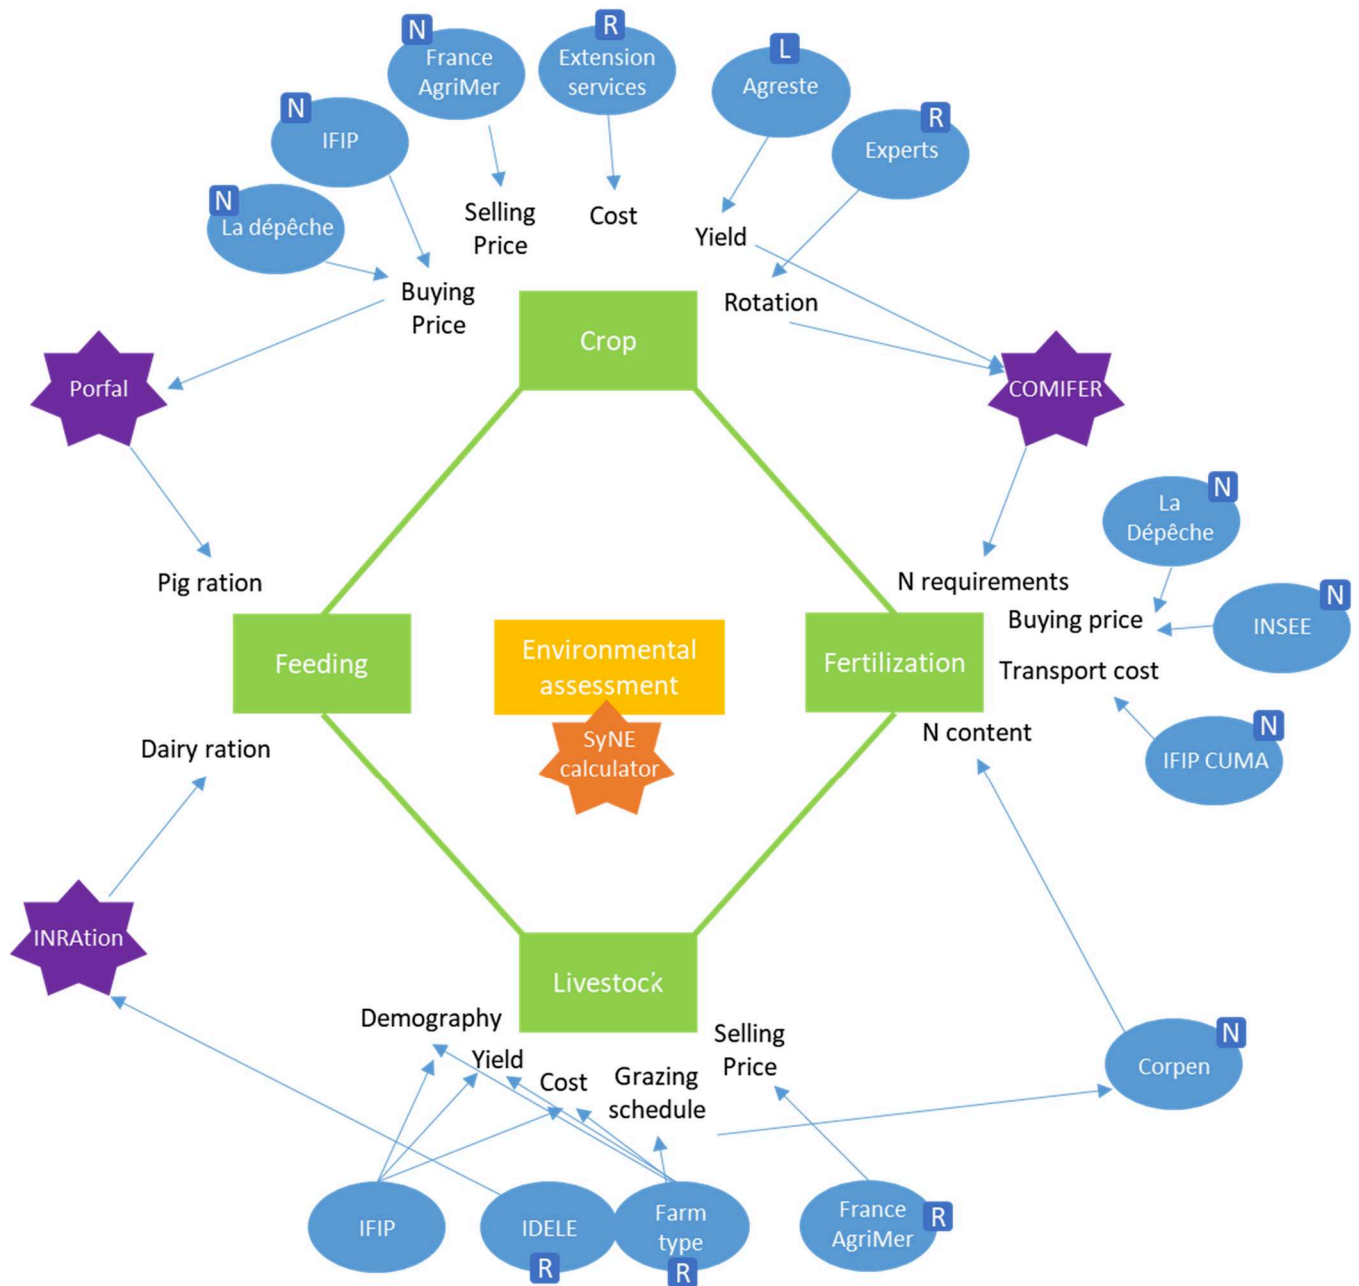 N
France
AgriMer
R
Extension
services
L
Agreste
R
Experts
N
IFIP
N
La dépêche
Selling
Price
Cost
Yield
Rotation
Buying
Price
Crop
Porfal
COMIFER
N
La
Dépêche
Pig ration
N requirements
Buying price
N
INSEE
Feeding
Environmental
assessment
Fertilization
Transport cost
N content
N
IFIP CUMA
Dairy ration
SyNE
calculator
INRAtion
Livestock
Demography
Yield
Cost
Grazing
schedule
Selling
Price
N
Corpen
IFIP
IDELE
R
Farm
type
R
France
AgriMer
R